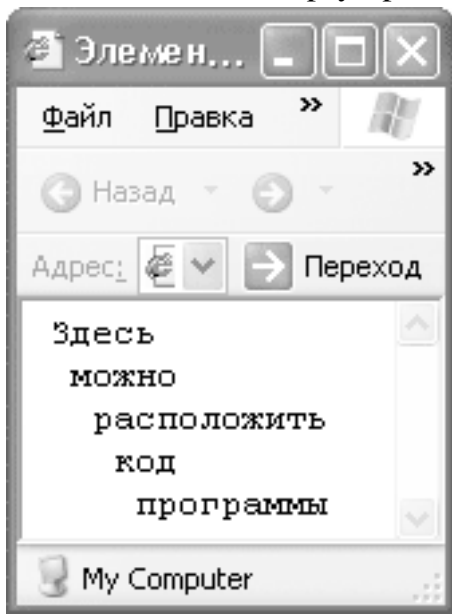 Элемен...
Файл Правка »
Назад »
Адрес: Переход
Здесь
можно
расположить
код
программы
My Computer